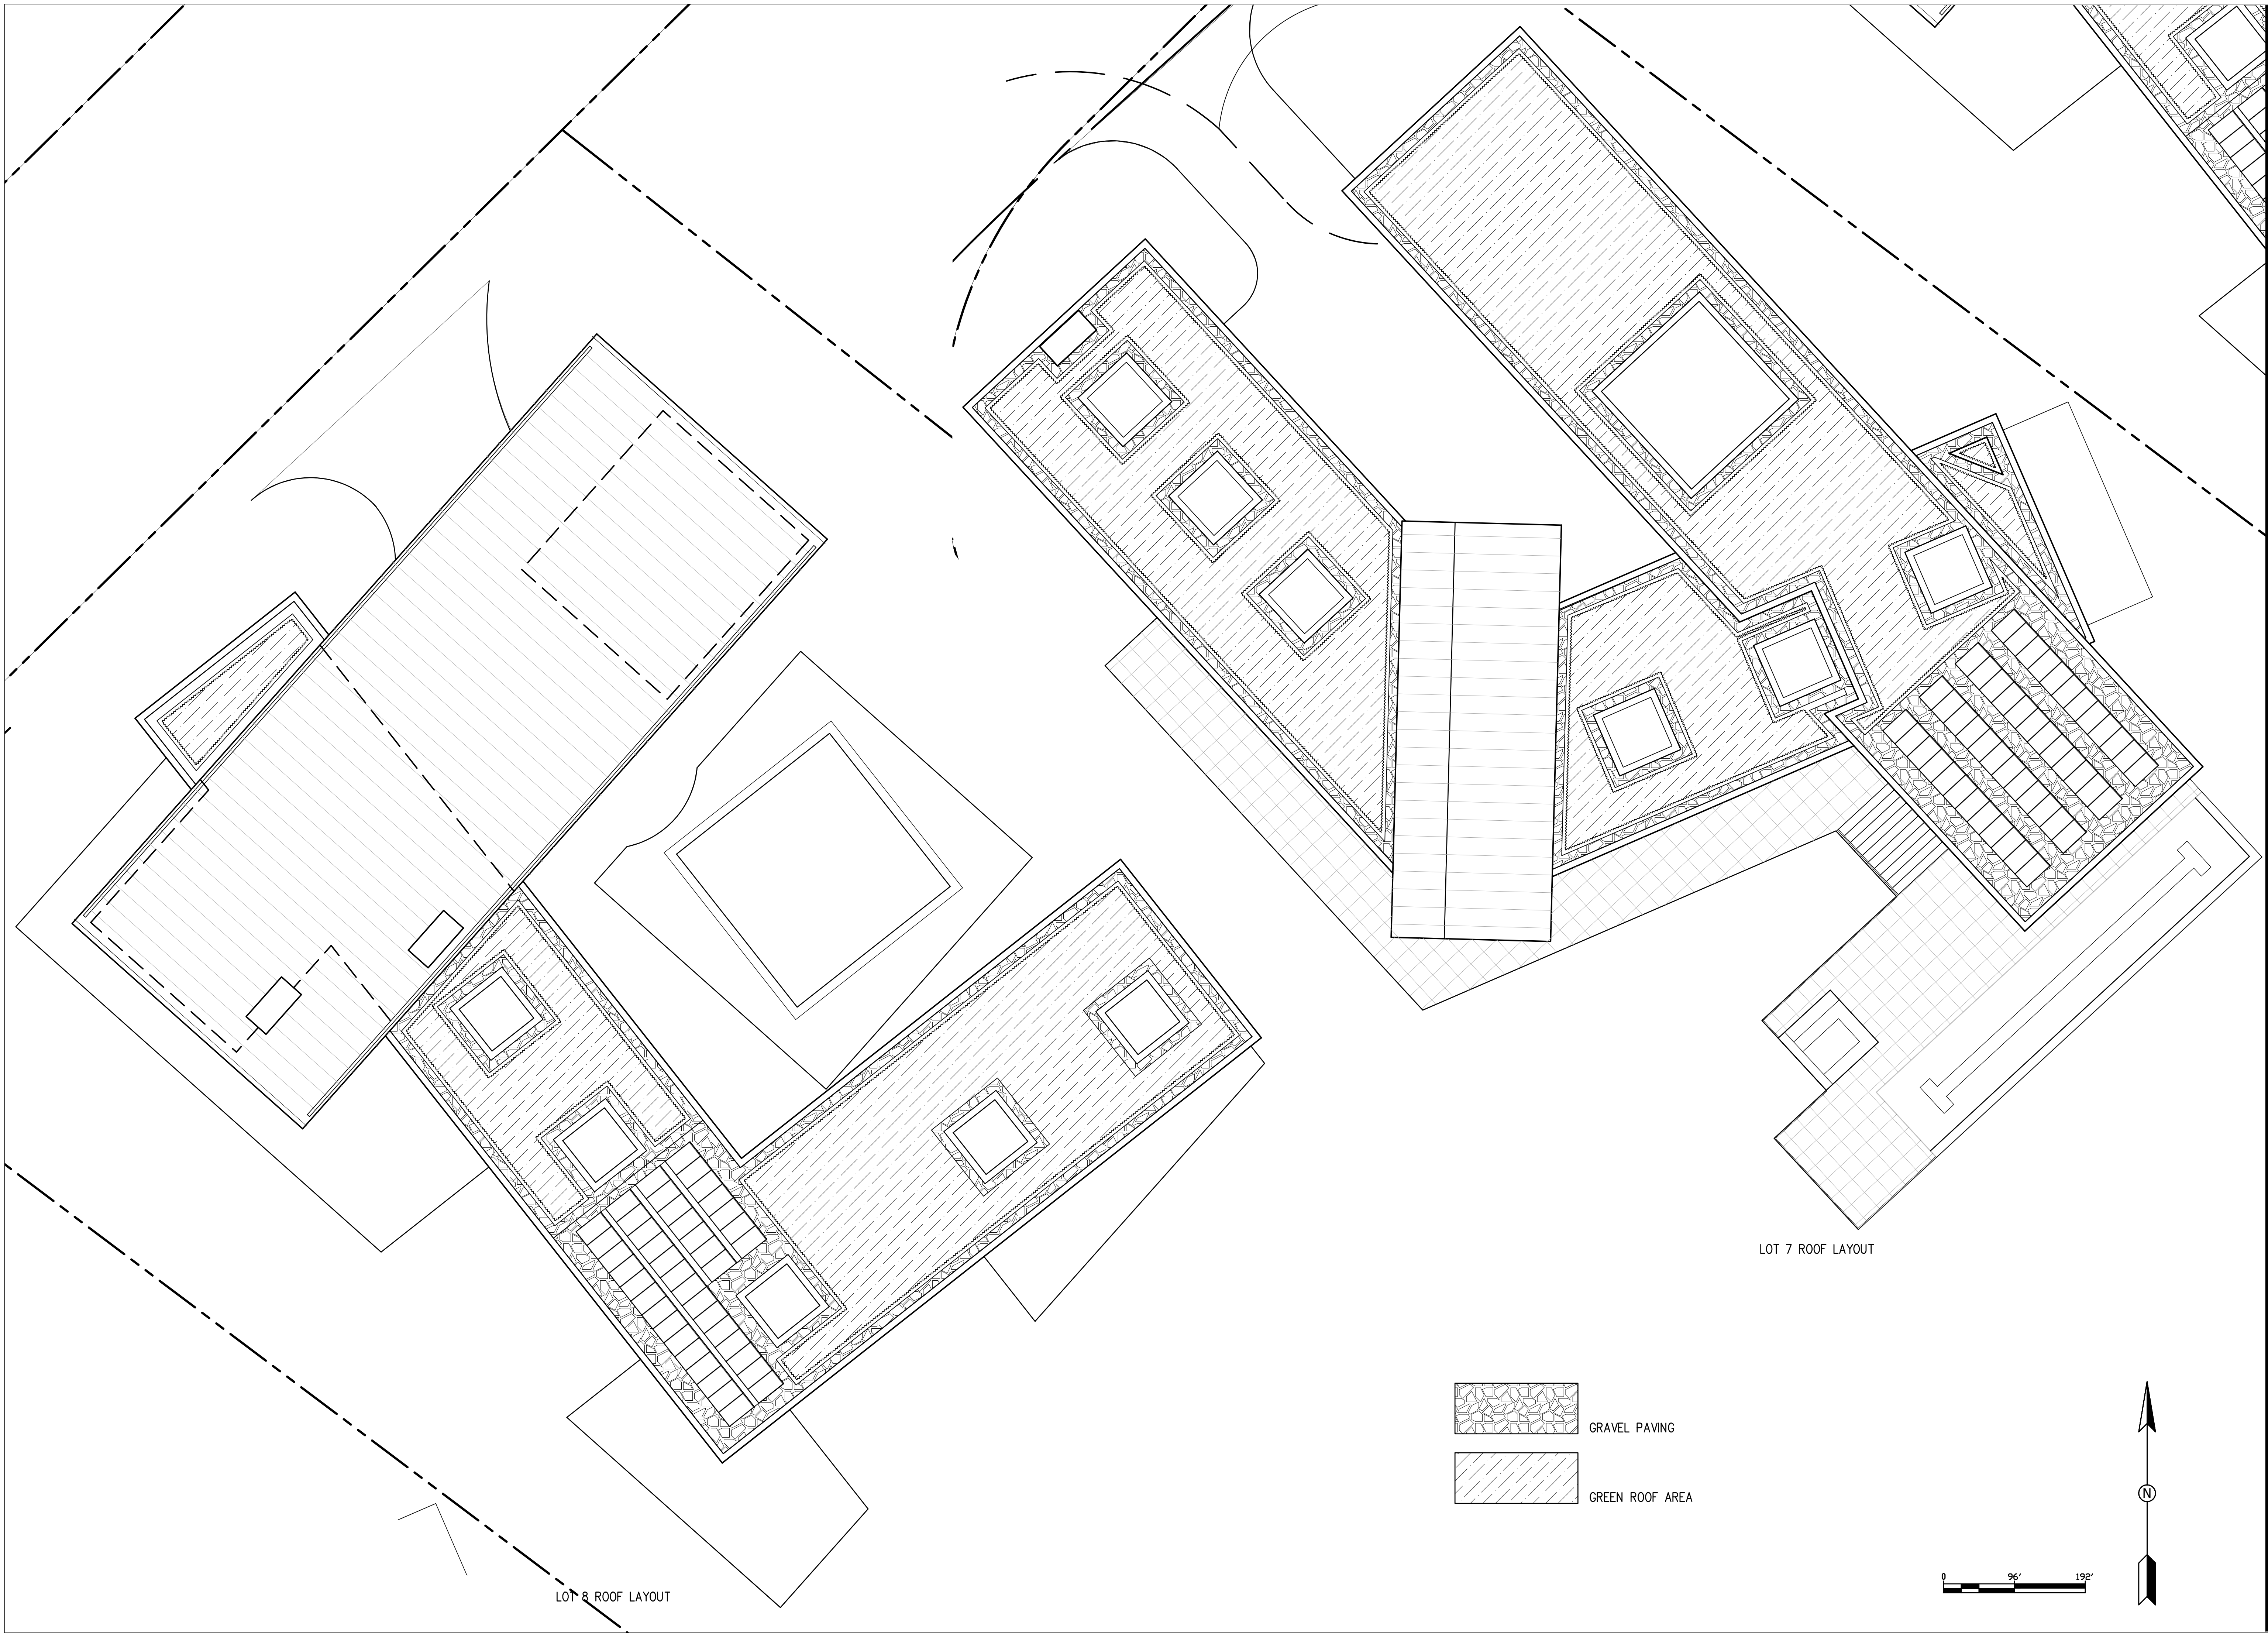 LOT 7 ROOF LAYOUT
GRAVEL PAVING
GREEN ROOF AREA
N
0 96' 192'
LOT 8 ROOF LAYOUT